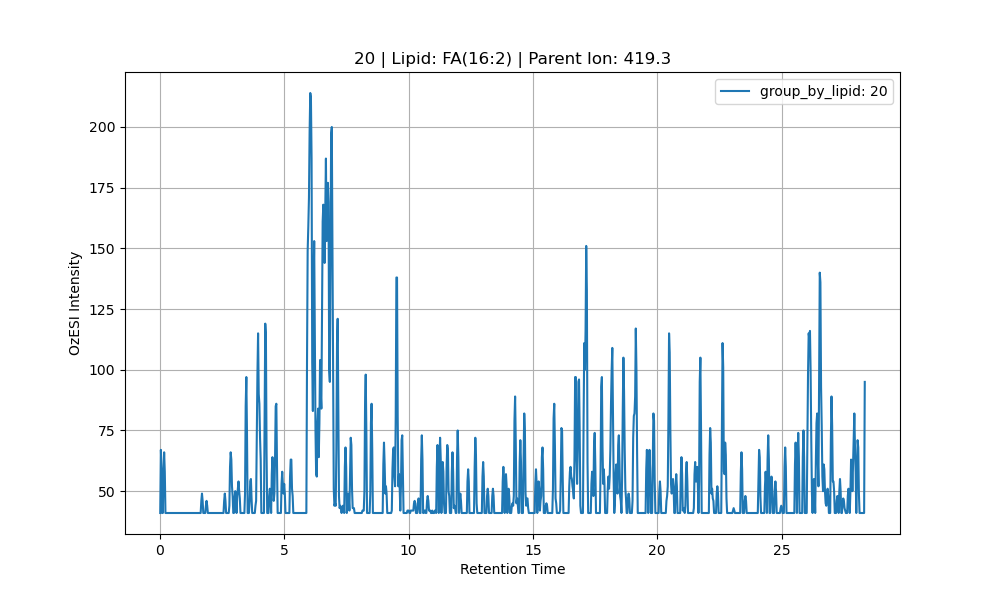 20 | Lipid: FA(16:2) | Parent Ion: 419.3
group_by_lipid: 20
OzESI Intensity
200
175
150
125
100
75
50
0 5 10 15 20 25
Retention Time